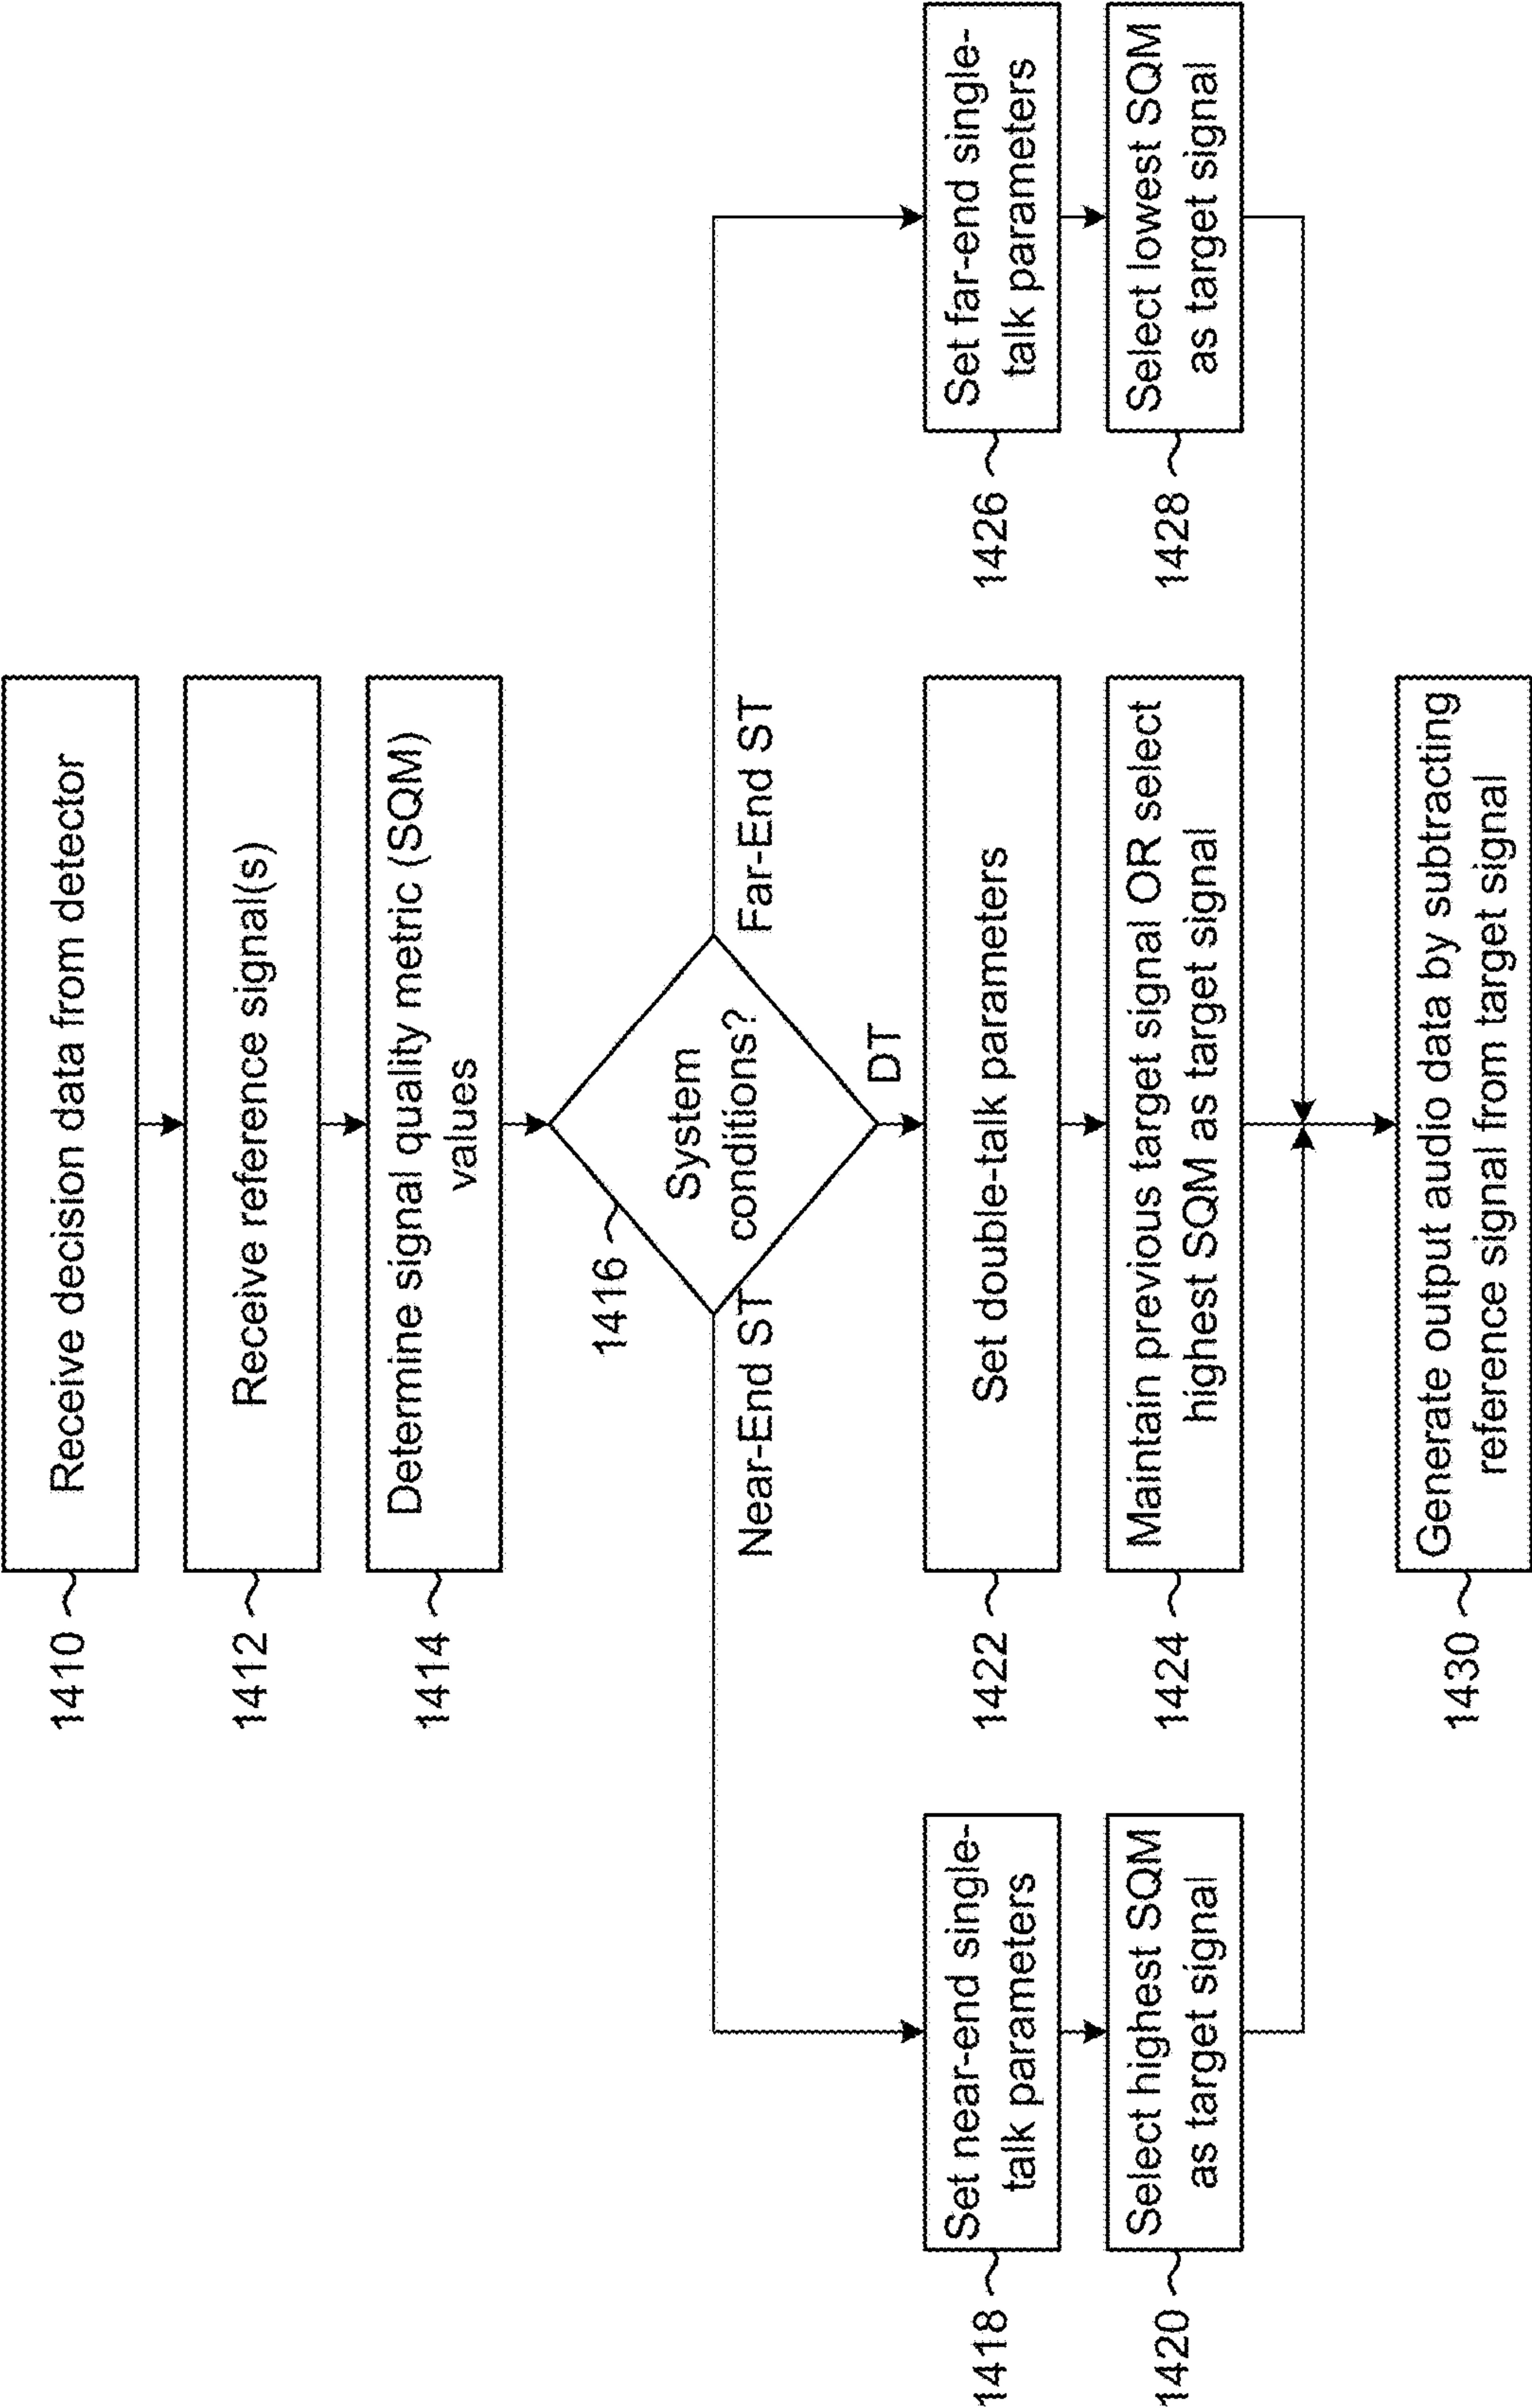 1410
Receive decision data from detector
1412
Receive reference signal(s)
1414
Determine signal quality metric (SQM)
values
1416
System
conditions?
Near-End ST
DT
Far-End ST
1418
Set near-end single-
talk parameters
1420
Select highest SQM
as target signal
1422
Set double-talk parameters
1424
Maintain previous target signal OR select
highest SQM as target signal
1426
Set far-end single-
talk parameters
1428
Select lowest SQM
as target signal
1430
Generate output audio data by subtracting
reference signal from target signal